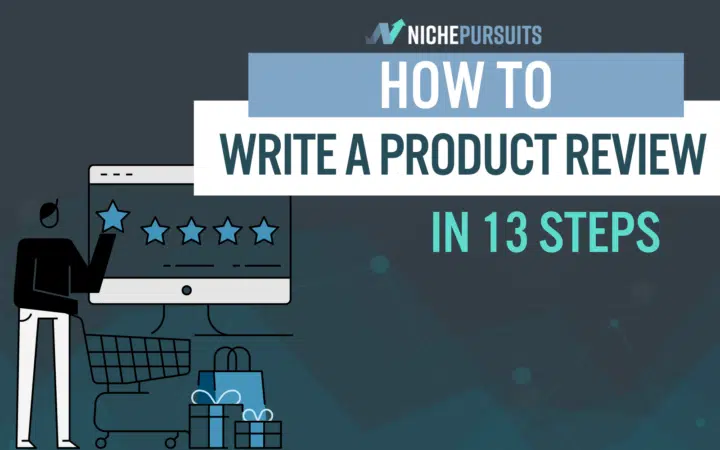 NICHEPURSUITS
HOW TO
WRITE A PRODUCT REVIEW
IN 13 STEPS